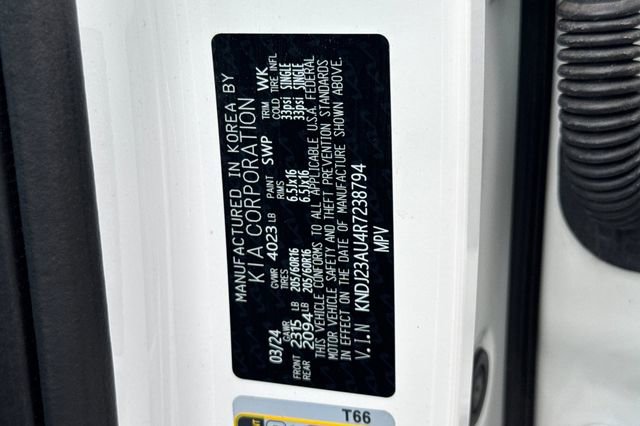 MANUFACTURED IN KOREA BY
KIA CORPORATION
03/24 GVWR 4023 LB PAINT SWP TRIM WK
GAWR TIRES RIMS COLD TIRE INFL
FRONT 2315 LB 205/60R16 6.5Jx16 33psi SINGLE
REAR 2094 LB 205/60R16 6.5Jx16 33psi SINGLE
THIS VEHICLE CONFORMS TO ALL APPLICABLE U.S.A. FEDERAL
MOTOR VEHICLE SAFETY AND THEFT PREVENTION STANDARDS
IN EFFECT ON THE DATE OF MANUFACTURE SHOWN ABOVE.
V.I.N KNDJ23AU4R7238794
MPV
T66